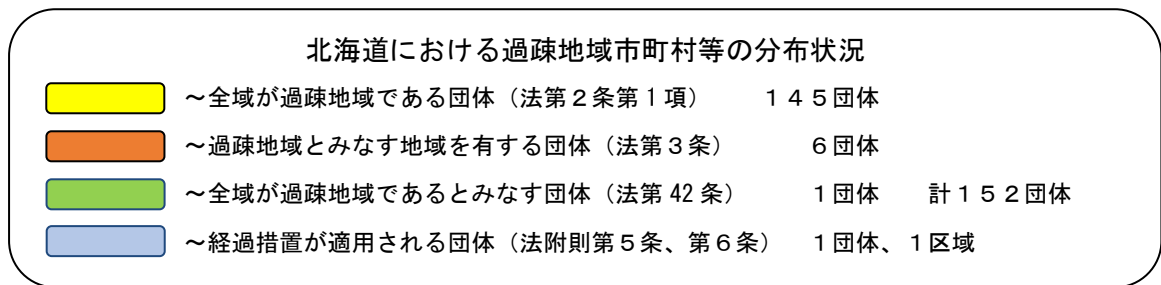 北海道における過疎地域市町村等の分布状況
～全域が過疎地域である団体（法第２条第１項）　　１４５団体
～過疎地域とみなす地域を有する団体（法第３条）　　６団体
～全域が過疎地域であるとみなす団体（法第 42 条）　　１団体　　計１５２団体
～経過措置が適用される団体（法附則第５条、第６条）　１団体、１区域